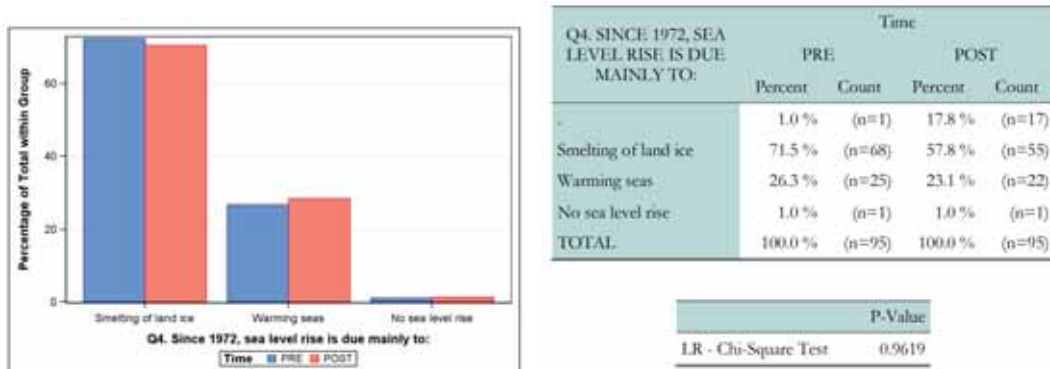 Percentage of Total within Group
60
40
20
0
Smelting of land ice Warming seas No sea level rise
Q4. Since 1972, sea level rise is due mainly to:
Time PRE POST
Q4. SINCE 1972, SEA LEVEL RISE IS DUE MAINLY TO:
Time
PRE POST
Percent Count Percent Count
. 1.0 % (n=1) 17.8 % (n=17)
Smelting of land ice 71.5 % (n=68) 57.8 % (n=55)
Warming seas 26.3 % (n=25) 23.1 % (n=22)
No sea level rise 1.0 % (n=1) 1.0 % (n=1)
TOTAL 100.0 % (n=95) 100.0 % (n=95)
P-Value
LR - Chi-Square Test 0.9619